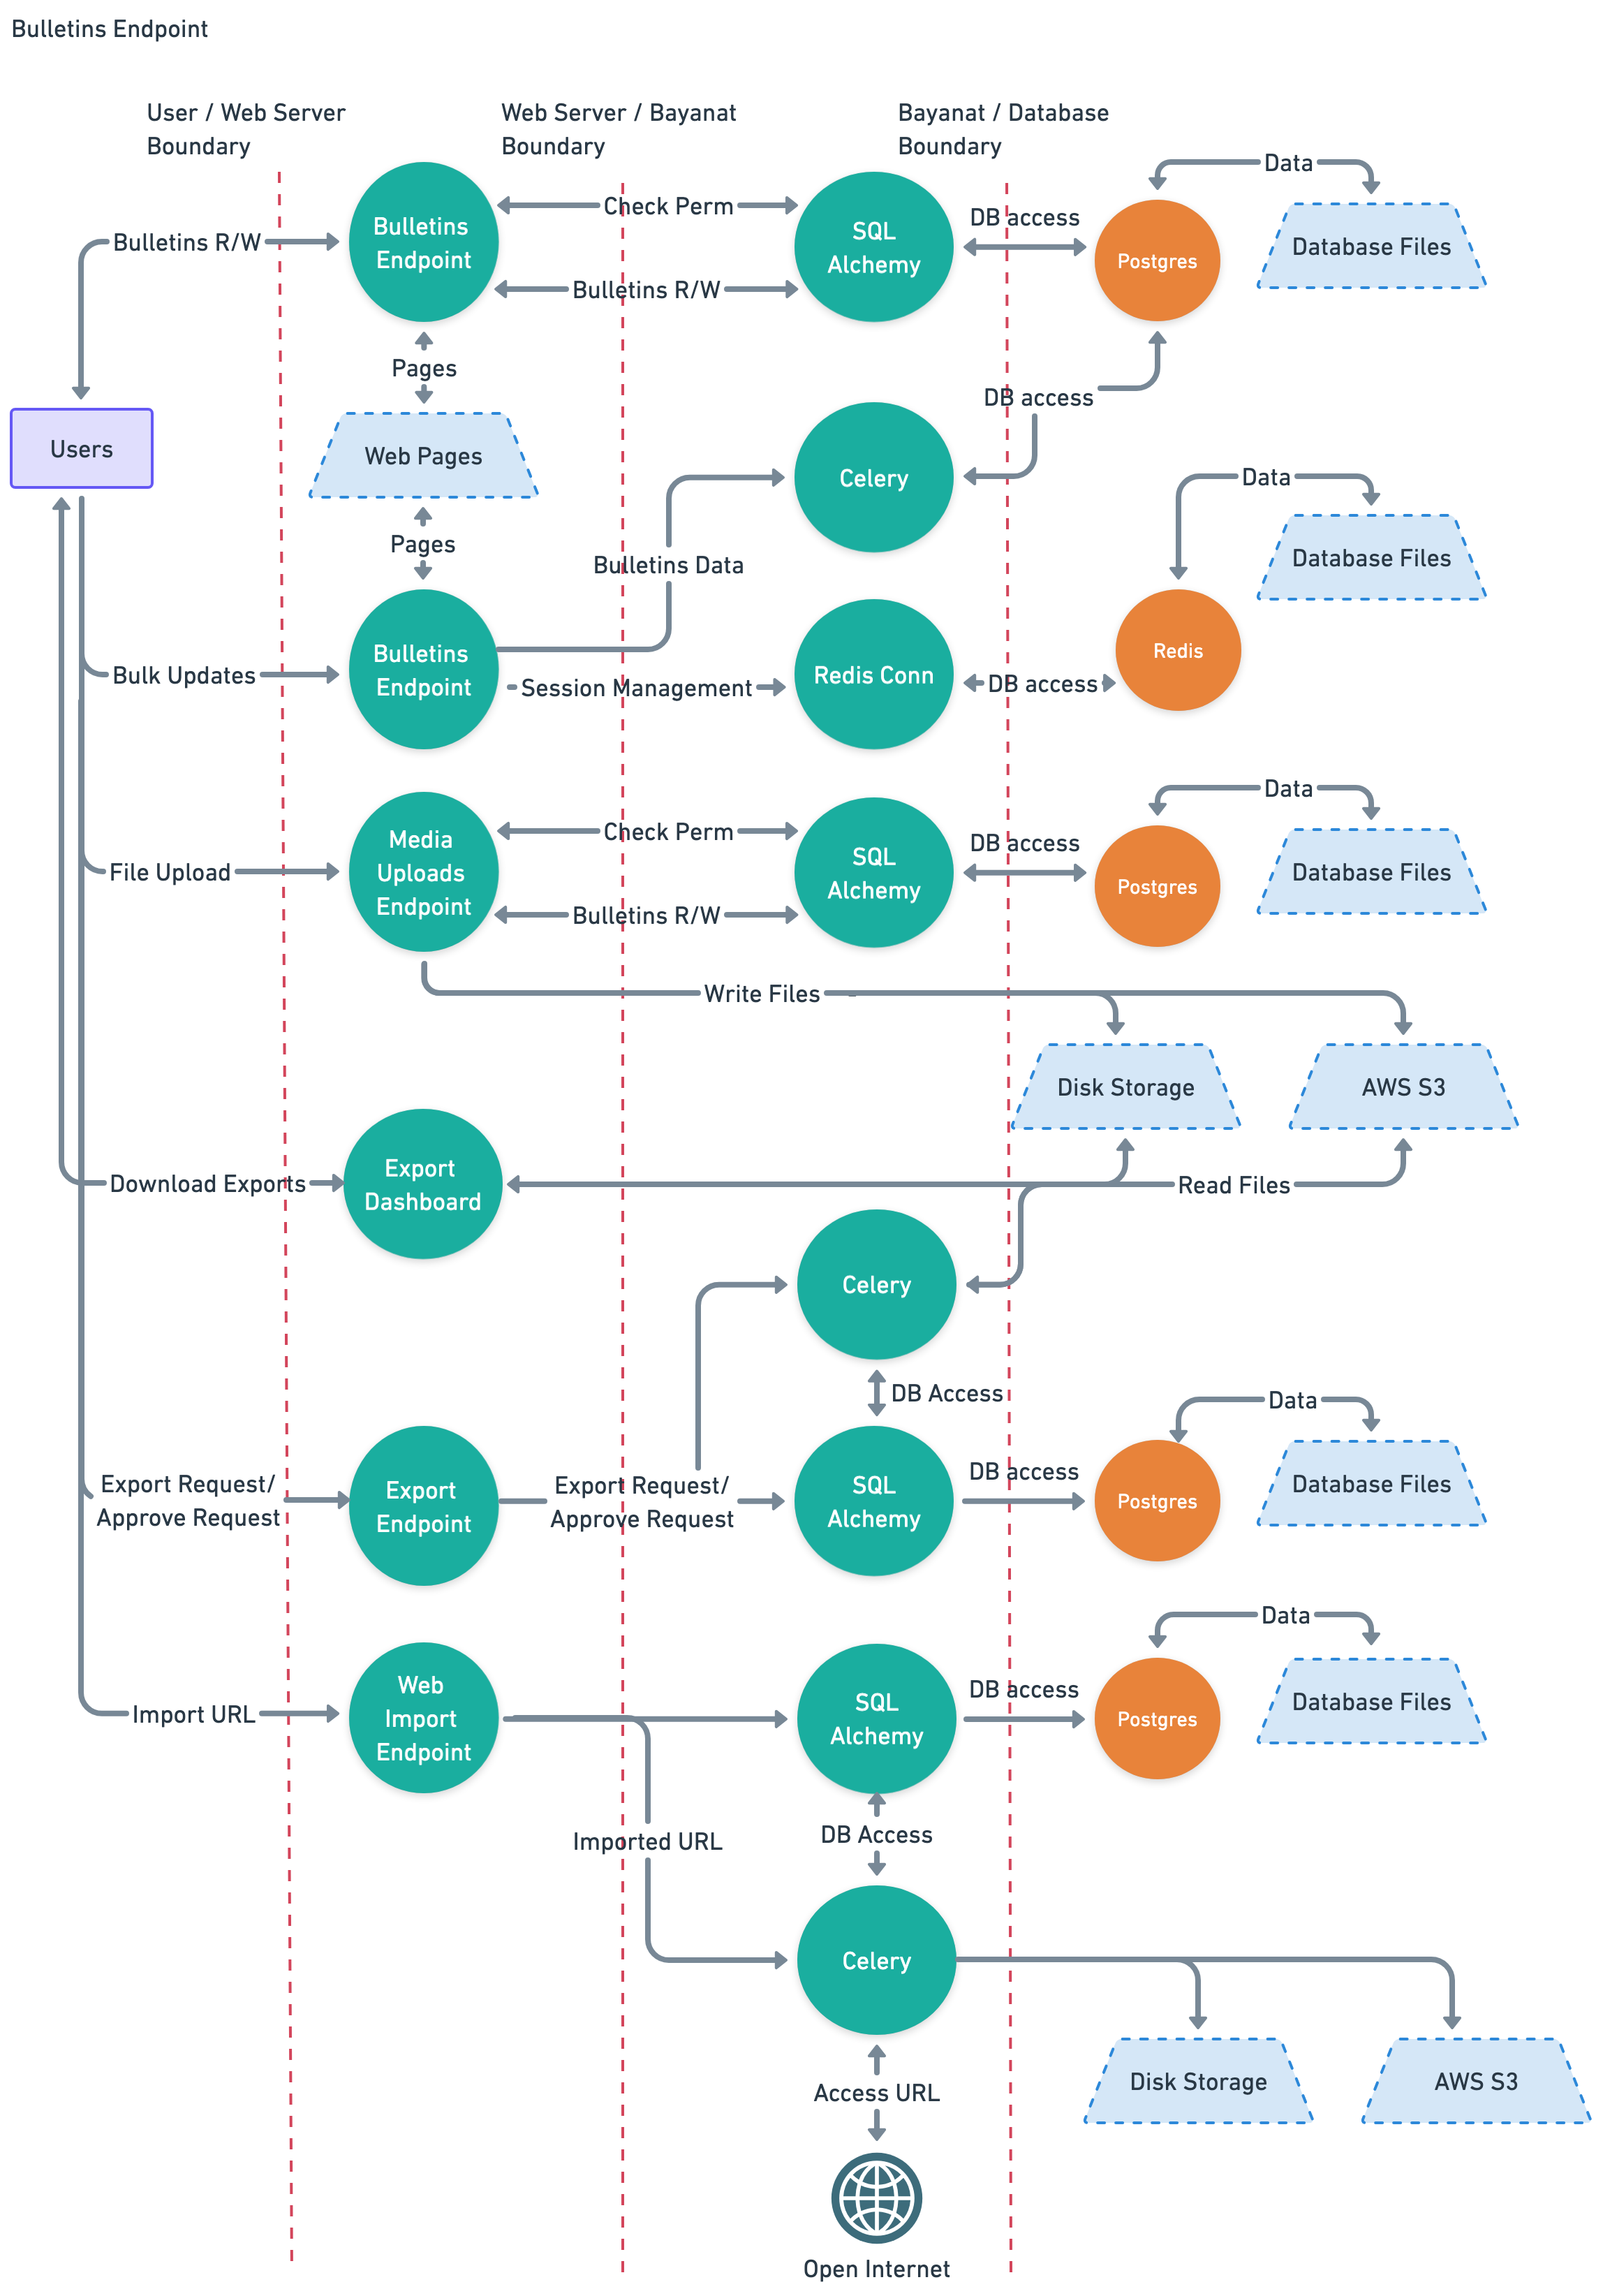 Bulletins Endpoint
User / Web Server
Boundary
Web Server / Bayanat
Boundary
Bayanat / Database
Boundary
Data
Bulletins R/W
Bulletins
Endpoint
Check Perm
Bulletins R/W
SQL
Alchemy
DB access
Postgres
Database Files
Pages
DB access
Users
Web Pages
Celery
Data
Pages
Bulletins Data
Database Files
Bulk Updates
Bulletins
Endpoint
Session Management
Redis Conn
DB access
Redis
Data
File Upload
Media
Uploads
Endpoint
Check Perm
Bulletins R/W
SQL
Alchemy
DB access
Postgres
Database Files
Write Files
Disk Storage
AWS S3
Download Exports
Export
Dashboard
Read Files
Celery
DB Access
Data
Export Request/
Approve Request
Export
Endpoint
Export Request/
Approve Request
SQL
Alchemy
DB access
Postgres
Database Files
Data
Import URL
Web
Import
Endpoint
SQL
Alchemy
DB access
Postgres
Database Files
Imported URL
DB Access
Celery
Access URL
Disk Storage
AWS S3
Open Internet